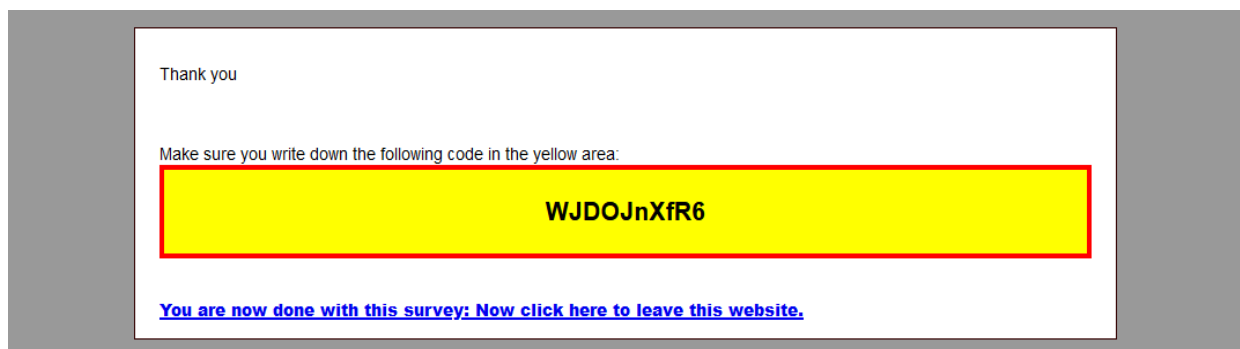 Thank you
Make sure you write down the following code in the yellow area:
WJDOJnXfR6
You are now done with this survey: Now click here to leave this website.